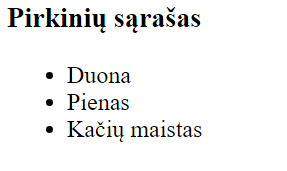 Pirkinių sąrašas
Duona
Pienas
Kačių maistas